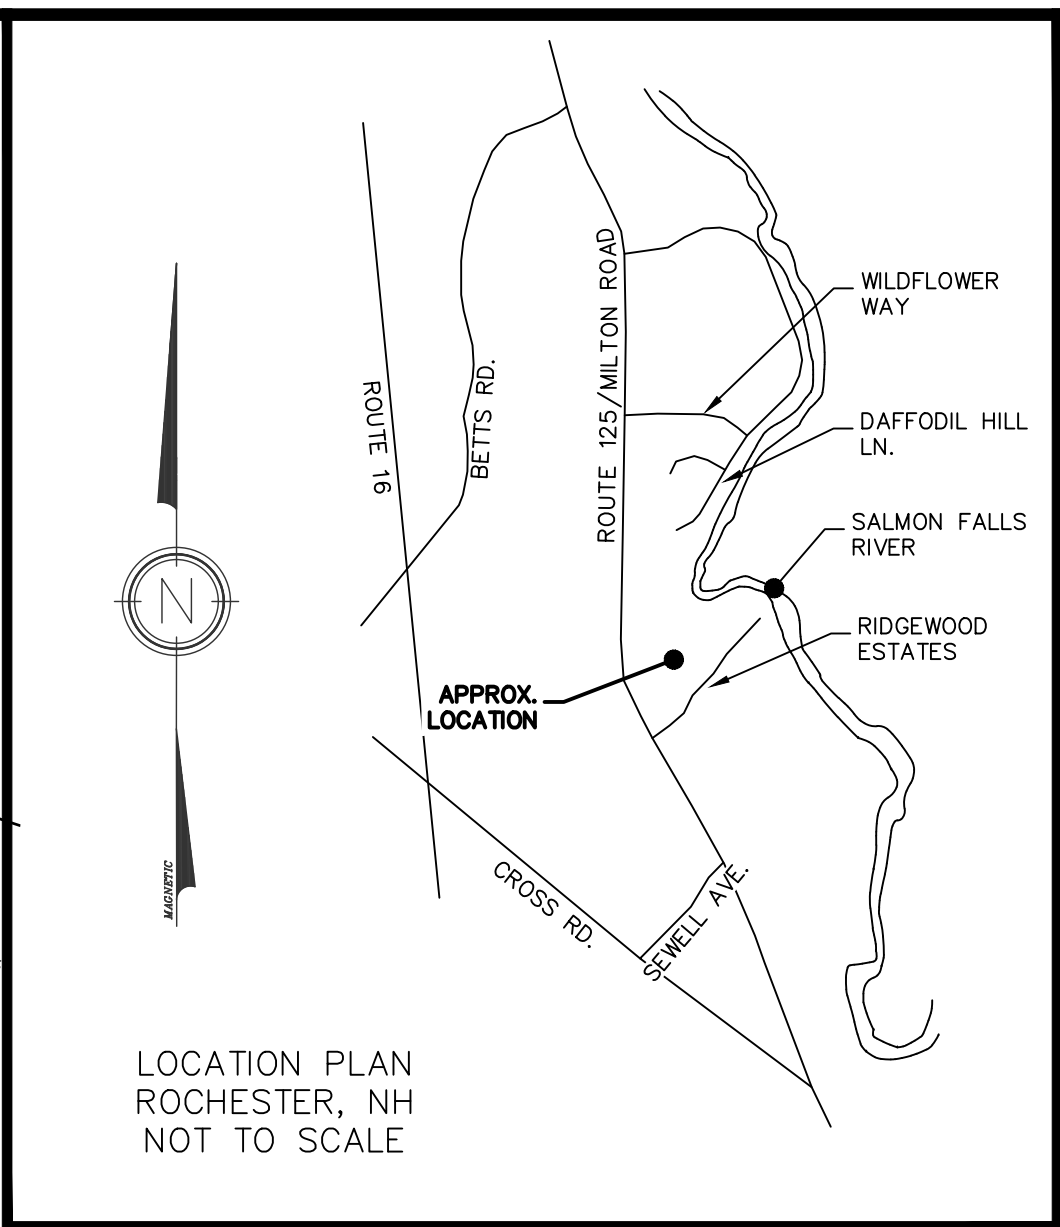 WILDFLOWER
WAY
ROUTE 125/MILTON ROAD
BETTS RD.
ROUTE 16
DAFFODIL HILL
LN.
SALMON FALLS
RIVER
N
RIDGEWOOD
ESTATES
APPROX.
LOCATION
MAGNETIC
CROSS RD.
SEWELL AVE.
LOCATION PLAN
ROCHESTER, NH
NOT TO SCALE